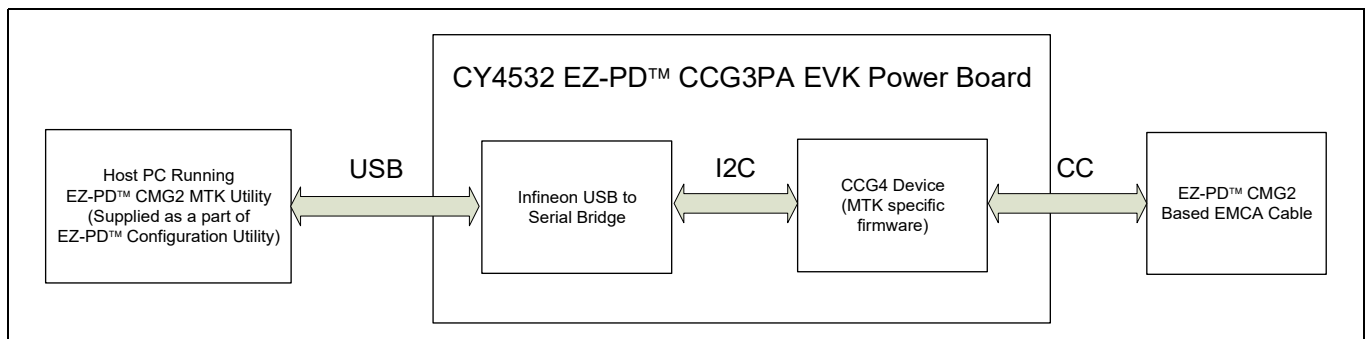 CY4532 EZ-PD™ CCG3PA EVK Power Board
Host PC Running
EZ-PD™ CMG2 MTK Utility
(Supplied as a part of
EZ-PD™ Configuration Utility)
USB
Infineon USB to
Serial Bridge
I2C
CCG4 Device
(MTK specific
firmware)
CC
EZ-PD™ CMG2
Based EMCA Cable